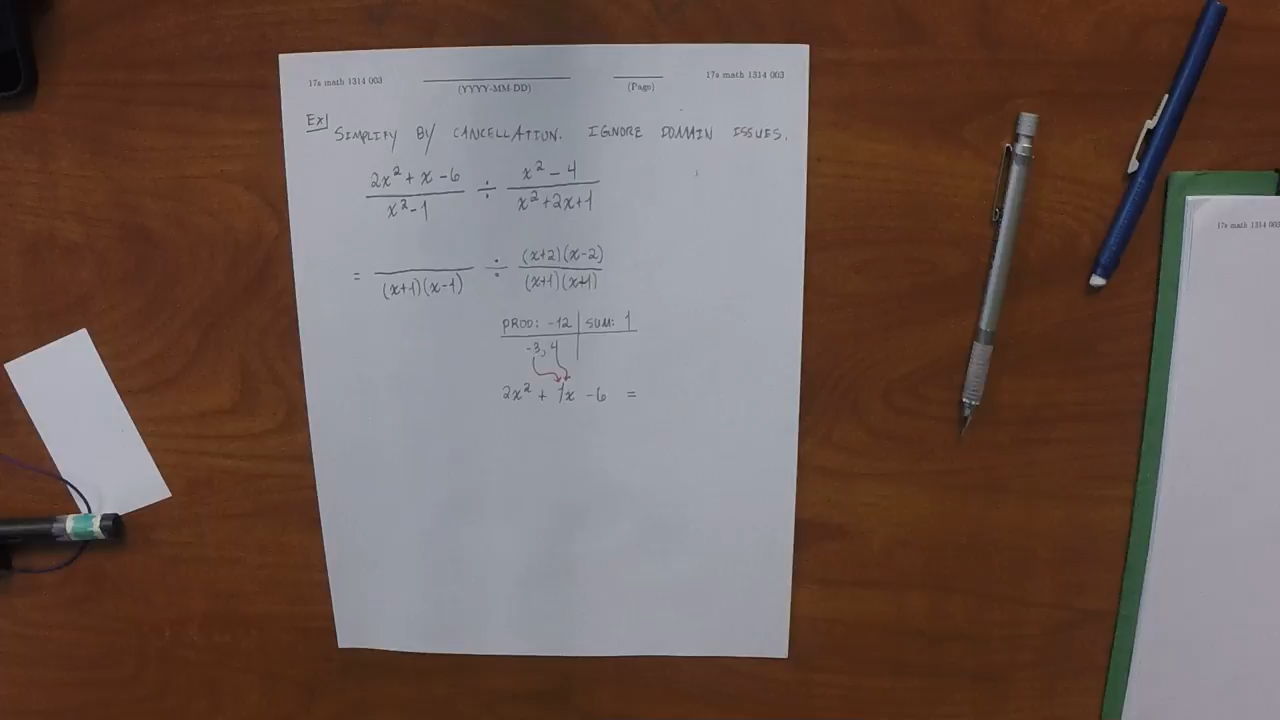 17s math 1314 003 (YYYY-MM-DD) (Page) 17s math 1314 003
Ex| SIMPLIFY BY CANCELLATION. IGNORE DOMAIN ISSUES.
2x² + x - 6 / x² - 1 ÷ x² - 4 / x² + 2x + 1
= / (x+1)(x-1) ÷ (x+2)(x-2) / (x+1)(x+1)
PROD: -12 | SUM: 1
-3, 4
2x² + 1x - 6 =
17s math 1314 003